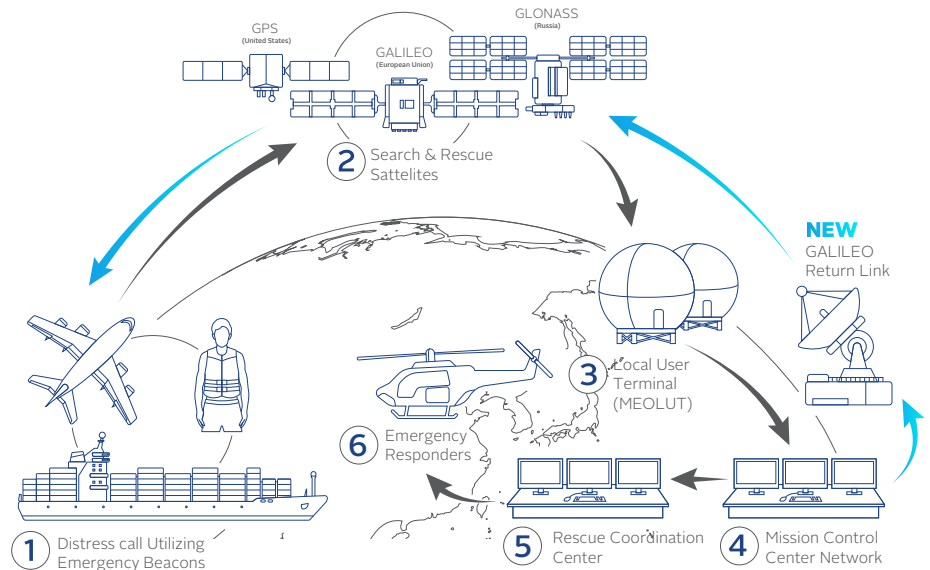 GPS
(United States)
GALILEO
(European Union)
GLONASS
(Russia)
2 Search & Rescue
Sattelites
NEW
GALILEO
Return Link
3 Local User
Terminal
(MEOLUT)
6 Emergency
Responders
1 Distress call Utilizing
Emergency Beacons
5 Rescue Coordination
Center
4 Mission Control
Center Network